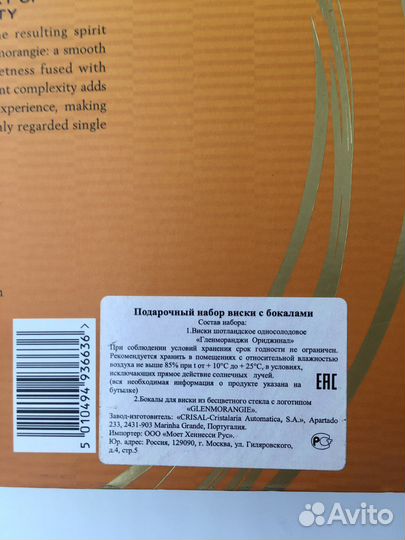 TY
e resulting spirit
morangie: a smooth
etness fused with
nt complexity adds
experience, making
ly regarded single
Подарочный набор виски с бокалами
Состав набора:
1.Виски шотландское односолодовое
«Гленморанджи Ориджинал»
При соблюдении условий хранения срок годности не ограничен.
Рекомендуется хранить в помещениях с относительной влажностью
воздуха не выше 85% при t от + 10°C до + 25°C, в условиях,
исключающих прямое действие солнечных лучей.
(вся необходимая информация о продукте указана на
бутылке)
2.Бокалы для виски из бесцветного стекла с логотипом
«GLENMORANGIE».
Завод-изготовитель: «CRISAL-Cristalaria Automatica, S.A.», Apartado
233, 2431-903 Marinha Grande, Португалия.
Импортер: ООО «Моет Хеннесси Рус».
Юр. адрес: Россия, 129090, г. Москва, ул. Гиляровского,
д.4, стр.5
EAC
5 010494 936636 >
Avito